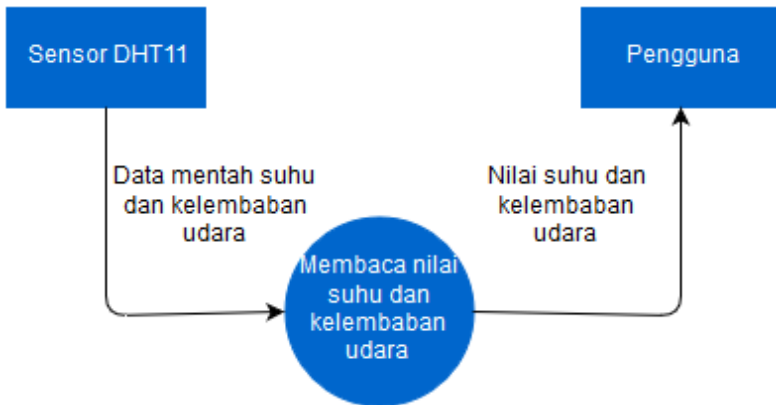 Sensor DHT11
Pengguna
Data mentah suhu
dan kelembaban
udara
Nilai suhu dan
kelembaban
udara
Membaca nilai
suhu dan
kelembaban
udara